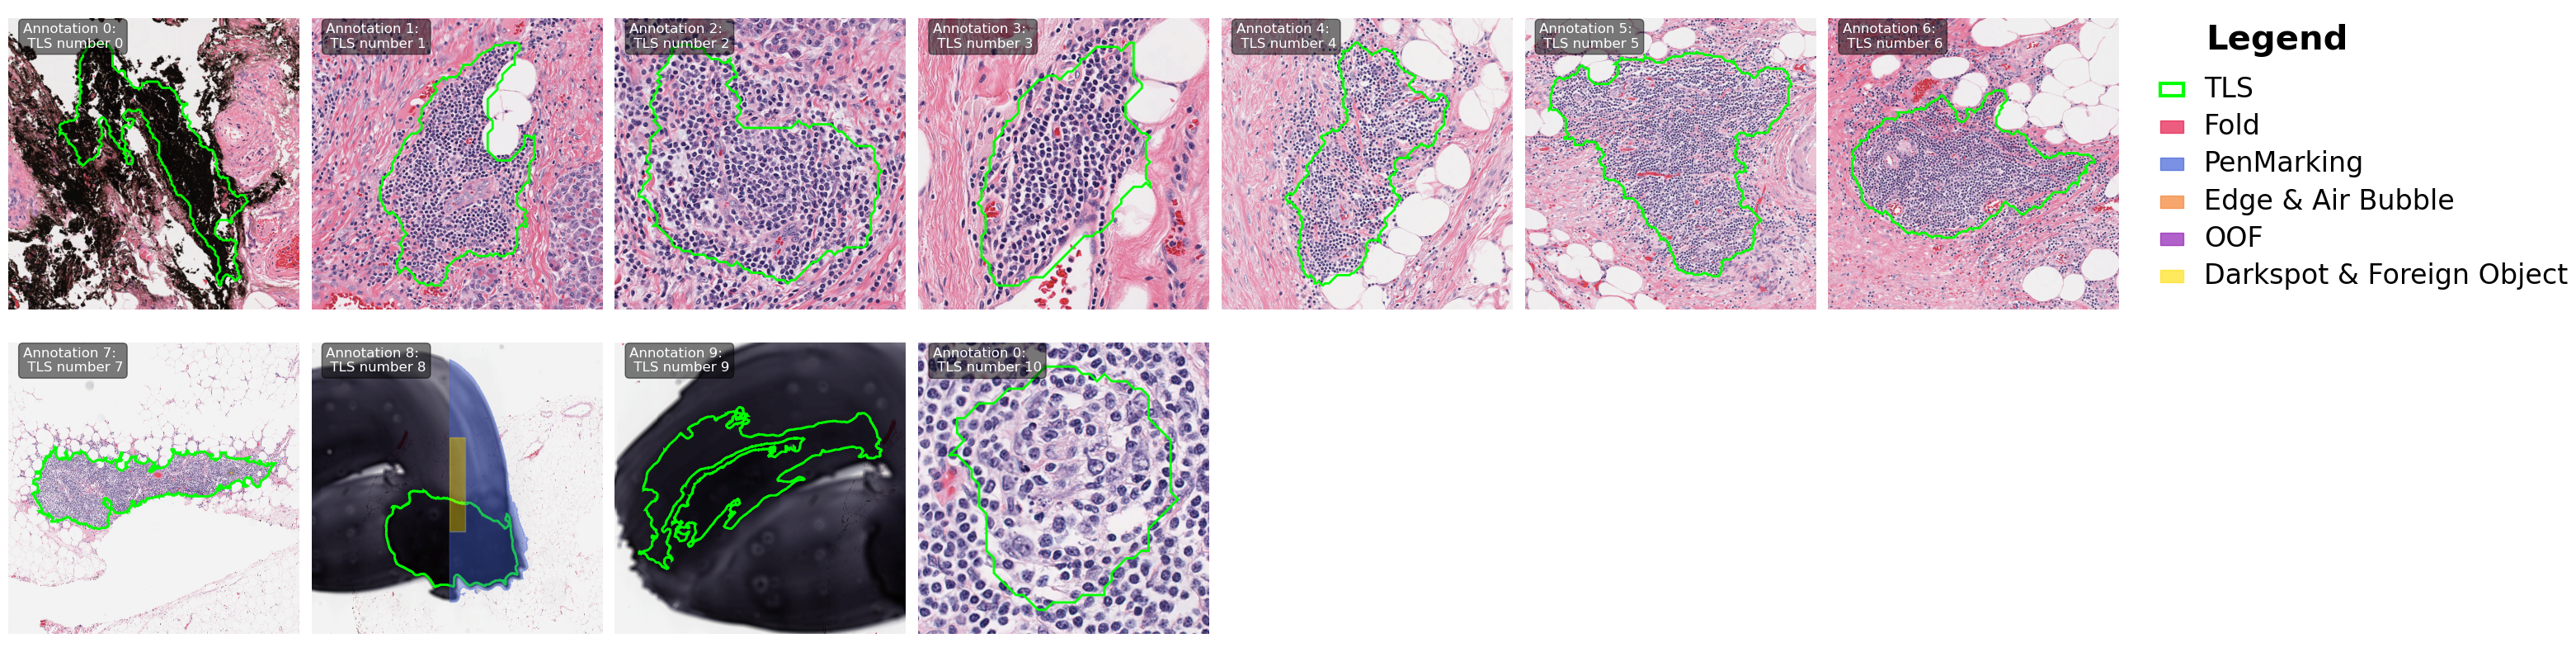 Annotation 0:
TLS number 0
Annotation 1:
TLS number 1
Annotation 2:
TLS number 2
Annotation 3:
TLS number 3
Annotation 4:
TLS number 4
Annotation 5:
TLS number 5
Annotation 6:
TLS number 6
Legend
TLS
Fold
PenMarking
Edge & Air Bubble
OOF
Darkspot & Foreign Object
Annotation 7:
TLS number 7
Annotation 8:
TLS number 8
Annotation 9:
TLS number 9
Annotation 0:
TLS number 10